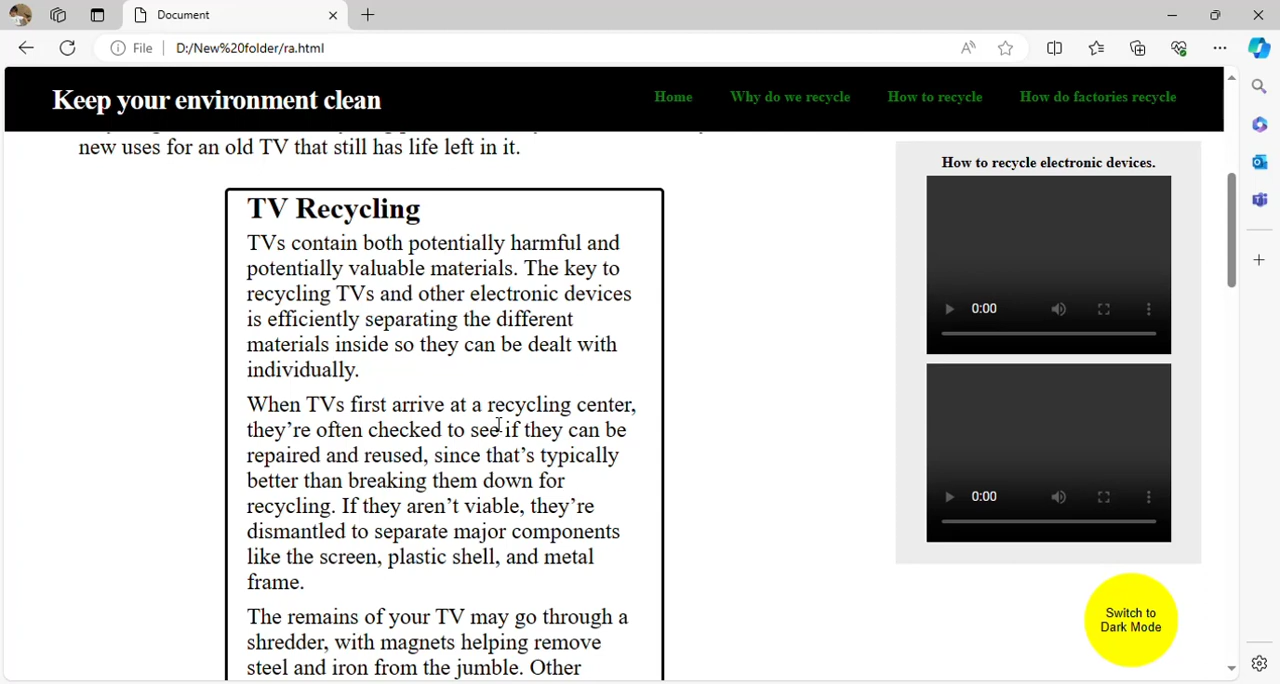 Document
File
D:/New%20folder/ra.html
Keep your environment clean
Home
Why do we recycle
How to recycle
How do factories recycle
new uses for an old TV that still has life left in it.
TV Recycling
TVs contain both potentially harmful and
potentially valuable materials. The key to
recycling TVs and other electronic devices
is efficiently separating the different
materials inside so they can be dealt with
individually.
When TVs first arrive at a recycling center,
they’re often checked to see if they can be
repaired and reused, since that’s typically
better than breaking them down for
recycling. If they aren’t viable, they’re
dismantled to separate major components
like the screen, plastic shell, and metal
frame.
The remains of your TV may go through a
shredder, with magnets helping remove
steel and iron from the jumble. Other
How to recycle electronic devices.
0:00
0:00
Switch to
Dark Mode